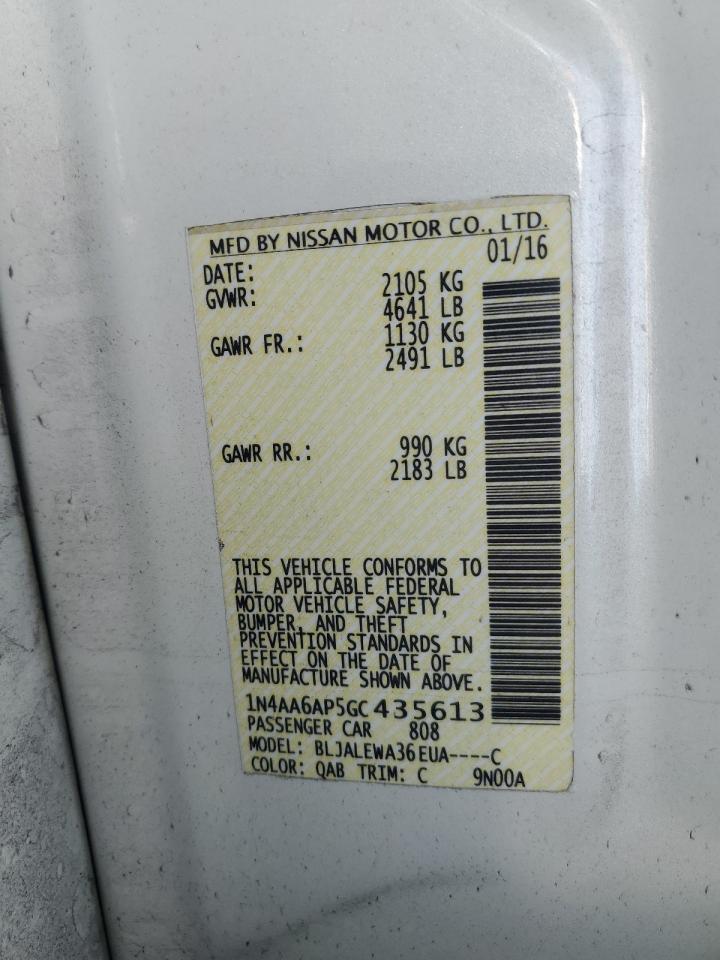 MFD BY NISSAN MOTOR CO., LTD.
DATE: 01/16
GVWR: 2105 KG
4641 LB
GAWR FR.: 1130 KG
2491 LB
GAWR RR.: 990 KG
2183 LB
THIS VEHICLE CONFORMS TO
ALL APPLICABLE FEDERAL
MOTOR VEHICLE SAFETY,
BUMPER, AND THEFT
PREVENTION STANDARDS IN
EFFECT ON THE DATE OF
MANUFACTURE SHOWN ABOVE.
1N4AA6AP5GC435613
PASSENGER CAR 808
MODEL: BLJALEWA36EUA----C
COLOR: QAB TRIM: C 9N00A